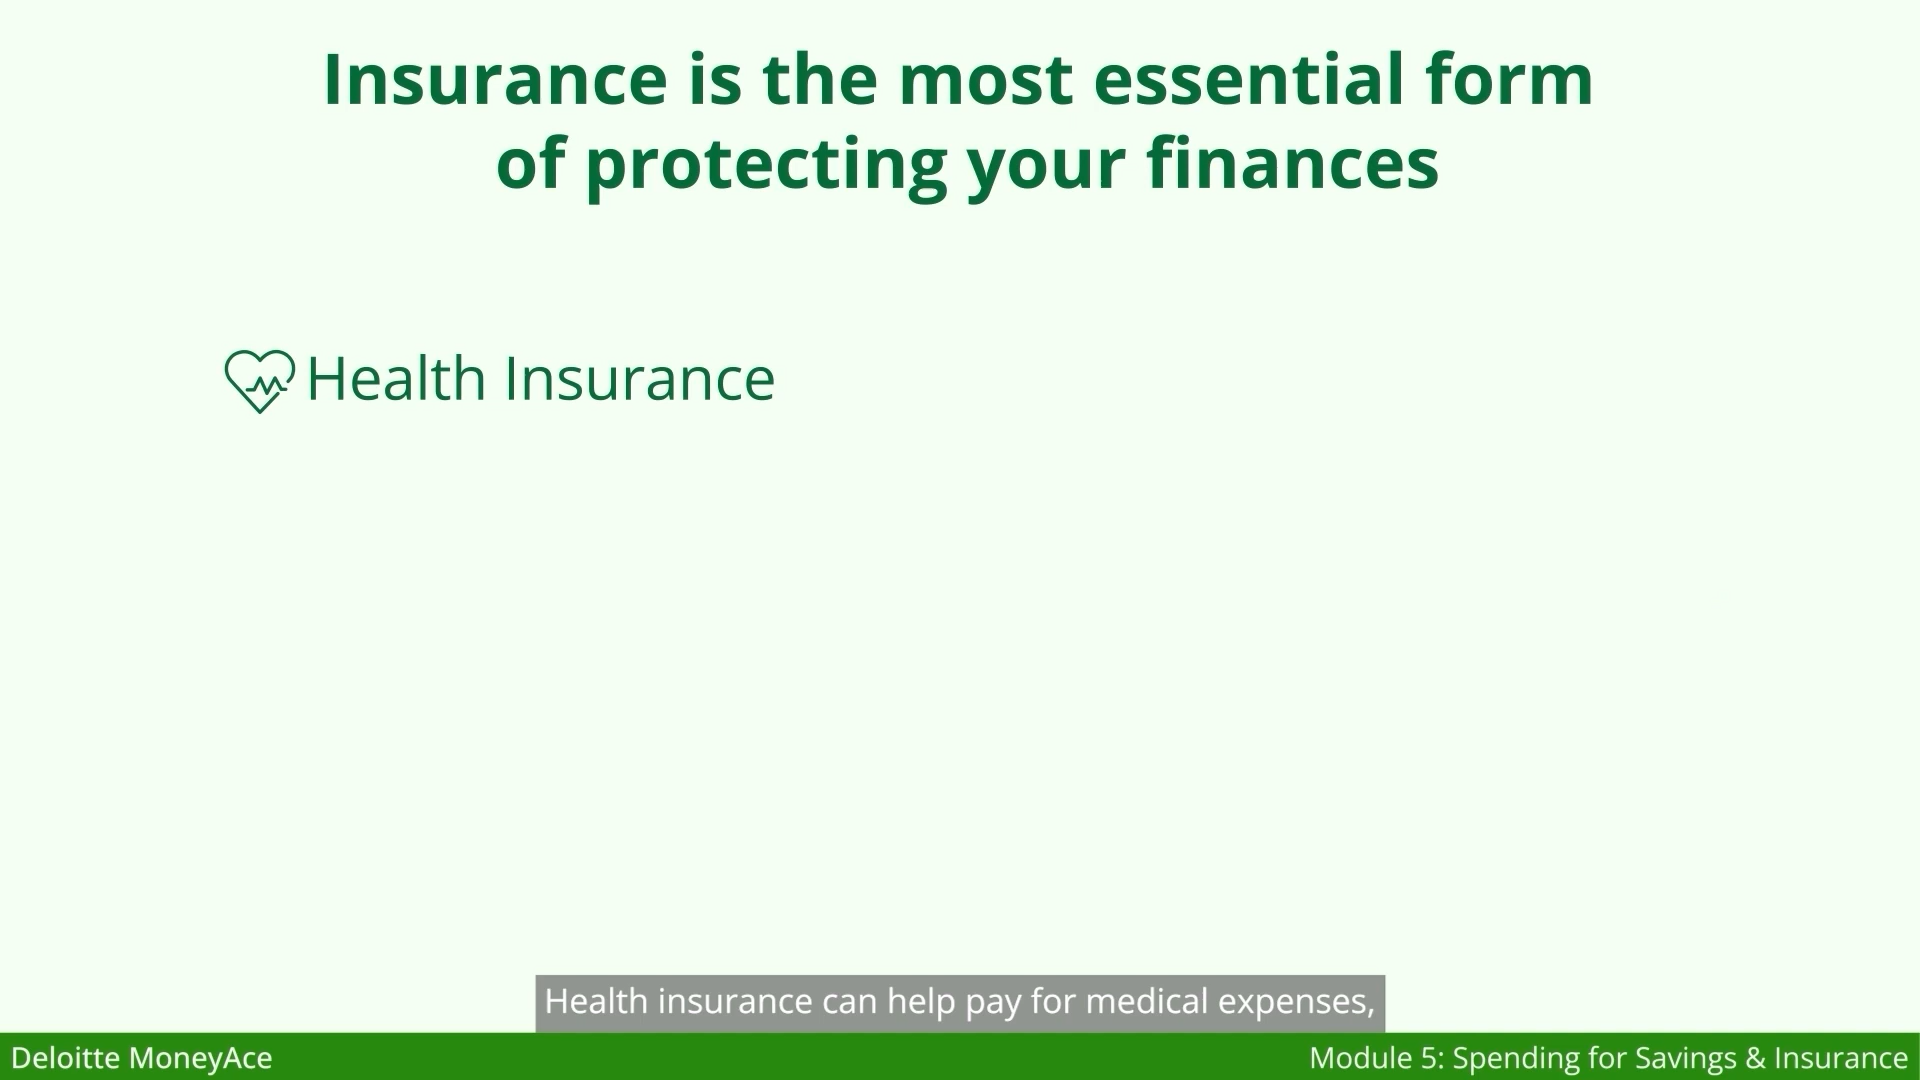 Insurance is the most essential form
of protecting your finances
Health Insurance
Health insurance can help pay for medical expenses,
Deloitte MoneyAce
Module 5: Spending for Savings & Insurance